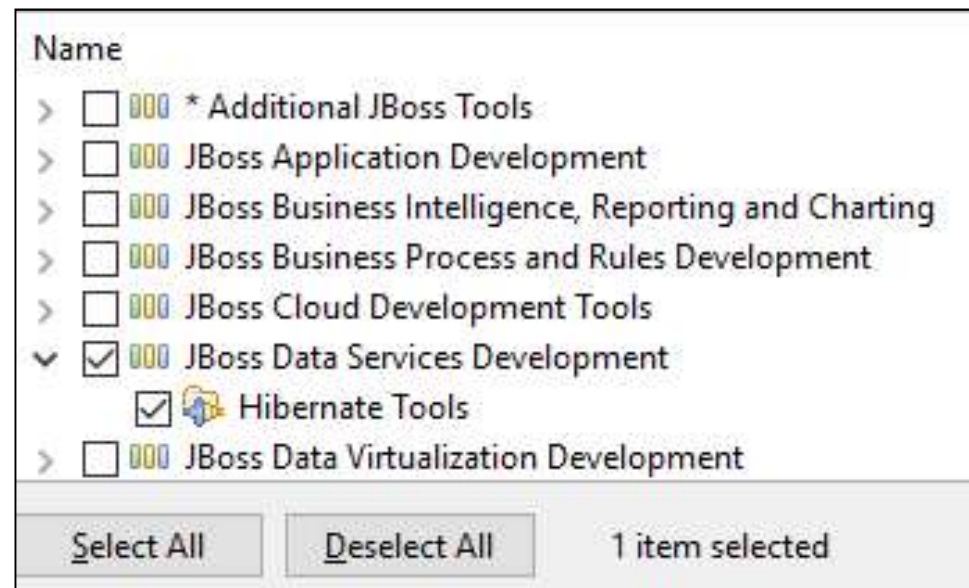 Name
* Additional JBoss Tools
JBoss Application Development
JBoss Business Intelligence, Reporting and Charting
JBoss Business Process and Rules Development
JBoss Cloud Development Tools
JBoss Data Services Development
Hibernate Tools
JBoss Data Virtualization Development
Select All Deselect All 1 item selected